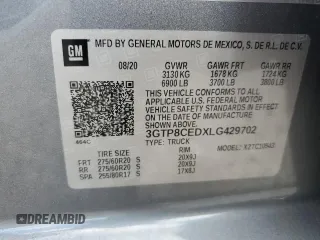 GM
MFD BY GENERAL MOTORS DE MEXICO, S. DE R.L. DE C.V.
08/20 GVWR GAWR FRT GAWR RR
3130 KG 1678 KG 1724 KG
6900 LB 3700 LB 3800 LB
THIS VEHICLE CONFORMS TO ALL APPLICABLE
U.S. FEDERAL MOTOR VEHICLE SAFETY
STANDARDS IN EFFECT ON THE DATE OF
MANUFACTURE SHOWN ABOVE.
3GTP8CEDXLG429702
TYPE: TRUCK
TIRE SIZE RIM
FRT 275/60R20 S 20X9J
RR 275/60R20 S 20X9J
SPA 255/80R17 S 17X8J